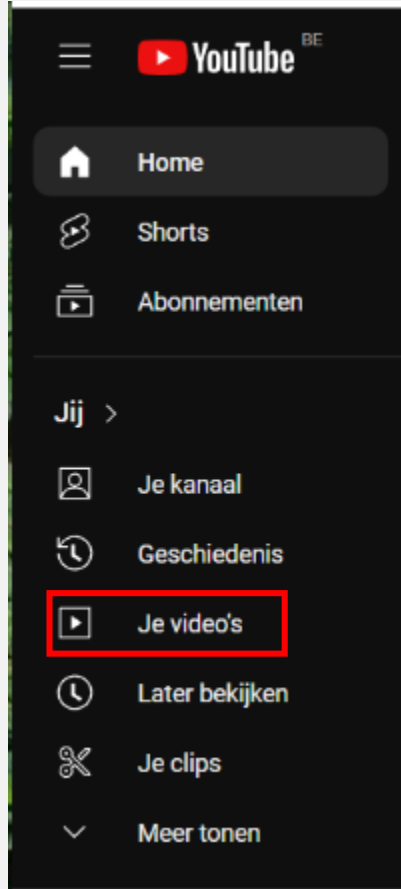 YouTube BE
Home
Shorts
Abonnementen
Jij
Je kanaal
Geschiedenis
Je video's
Later bekijken
Je clips
Meer tonen